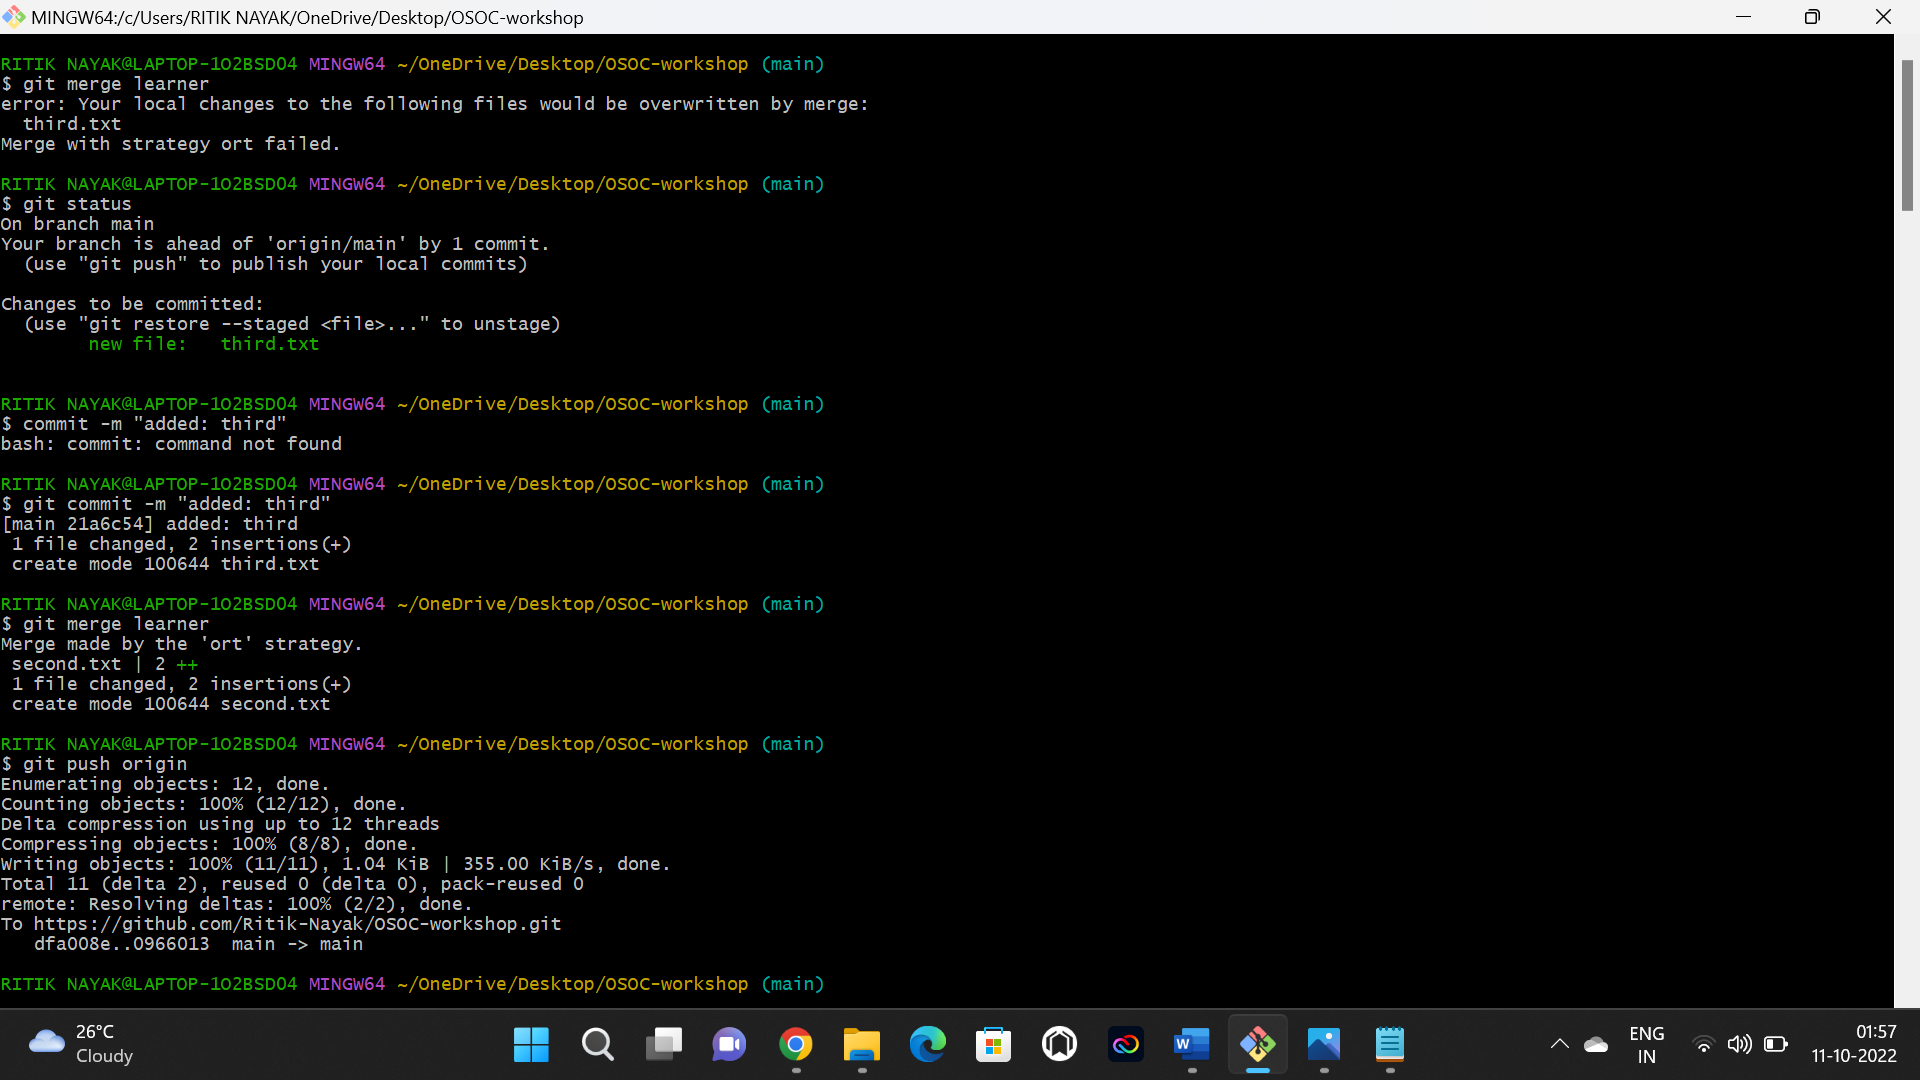 MINGW64:/c/Users/RITIK NAYAK/OneDrive/Desktop/OSOC-workshop
RITIK NAYAK@LAPTOP-1O2BSDO4 MINGW64 ~/OneDrive/Desktop/OSOC-workshop (main)
$ git merge learner
error: Your local changes to the following files would be overwritten by merge:
  third.txt
Merge with strategy ort failed.
RITIK NAYAK@LAPTOP-1O2BSDO4 MINGW64 ~/OneDrive/Desktop/OSOC-workshop (main)
$ git status
On branch main
Your branch is ahead of 'origin/main' by 1 commit.
  (use "git push" to publish your local commits)
Changes to be committed:
  (use "git restore --staged <file>..." to unstage)
        new file:   third.txt
RITIK NAYAK@LAPTOP-1O2BSDO4 MINGW64 ~/OneDrive/Desktop/OSOC-workshop (main)
$ commit -m "added: third"
bash: commit: command not found
RITIK NAYAK@LAPTOP-1O2BSDO4 MINGW64 ~/OneDrive/Desktop/OSOC-workshop (main)
$ git commit -m "added: third"
[main 21a6c54] added: third
 1 file changed, 2 insertions(+)
 create mode 100644 third.txt
RITIK NAYAK@LAPTOP-1O2BSDO4 MINGW64 ~/OneDrive/Desktop/OSOC-workshop (main)
$ git merge learner
Merge made by the 'ort' strategy.
 second.txt | 2 ++
 1 file changed, 2 insertions(+)
 create mode 100644 second.txt
RITIK NAYAK@LAPTOP-1O2BSDO4 MINGW64 ~/OneDrive/Desktop/OSOC-workshop (main)
$ git push origin
Enumerating objects: 12, done.
Counting objects: 100% (12/12), done.
Delta compression using up to 12 threads
Compressing objects: 100% (8/8), done.
Writing objects: 100% (11/11), 1.04 KiB | 355.00 KiB/s, done.
Total 11 (delta 2), reused 0 (delta 0), pack-reused 0
remote: Resolving deltas: 100% (2/2), done.
To https://github.com/Ritik-Nayak/OSOC-workshop.git
   dfa008e..0966013  main -> main
RITIK NAYAK@LAPTOP-1O2BSDO4 MINGW64 ~/OneDrive/Desktop/OSOC-workshop (main)
26°C
Cloudy
W
ENG
IN
01:57
11-10-2022